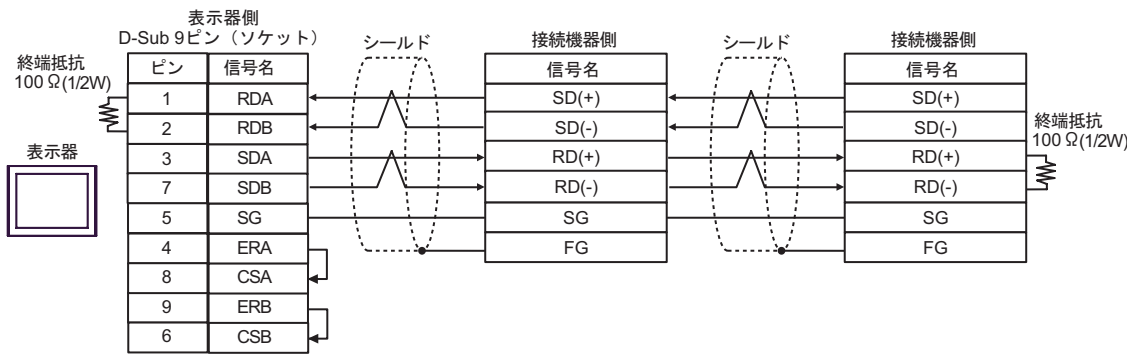 表示器側
D-Sub 9ピン（ソケット）
シールド
接続機器側
シールド
接続機器側
終端抵抗
100 Ω(1/2W)
ピン 信号名
信号名
信号名
1 RDA
SD(+)
SD(+)
2 RDB
SD(-)
SD(-)
終端抵抗
100 Ω(1/2W)
表示器
3 SDA
RD(+)
RD(+)
7 SDB
RD(-)
RD(-)
5 SG
SG
SG
4 ERA
FG
FG
8 CSA
9 ERB
6 CSB